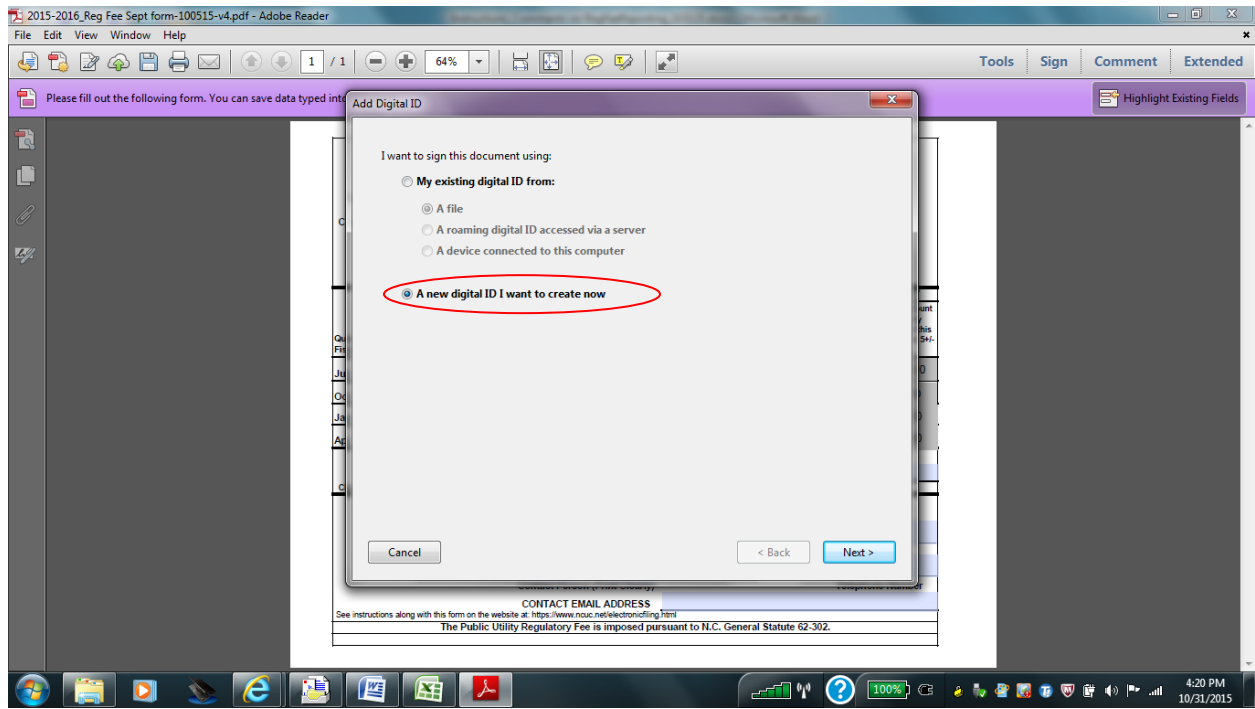 2015-2016_Reg Fee Sept form-100515-v4.pdf - Adobe Reader
File Edit View Window Help
1 / 1 64% Tools Sign Comment Extended
Please fill out the following form. You can save data typed into Highlight Existing Fields
Add Digital ID
I want to sign this document using:
My existing digital ID from:
A file
A roaming digital ID accessed via a server
A device connected to this computer
A new digital ID I want to create now
Cancel < Back Next >
CONTACT EMAIL ADDRESS
See instructions along with this form on the website at: https://www.ncuc.net/electronicfiling.html
The Public Utility Regulatory Fee is imposed pursuant to N.C. General Statute 62-302.
100%
4:20 PM
10/31/2015